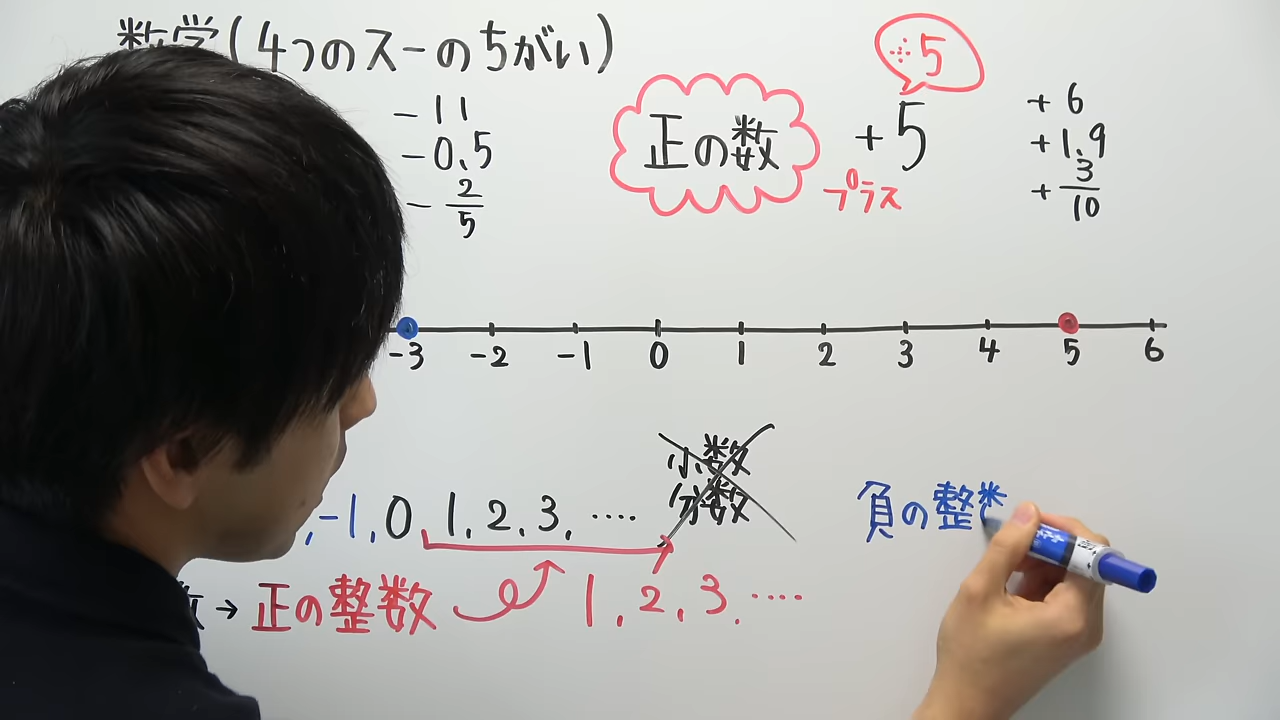 数学(4つのスーのちがい)
-11
-0.5
-2/5
正の数
+5
÷5
プラス
+6
+1.9
+3/10
-3 -2 -1 0 1 2 3 4 5 6
小数
分数
,-1,0,1,2,3,....
負の整数
数→正の整数
1,2,3,....